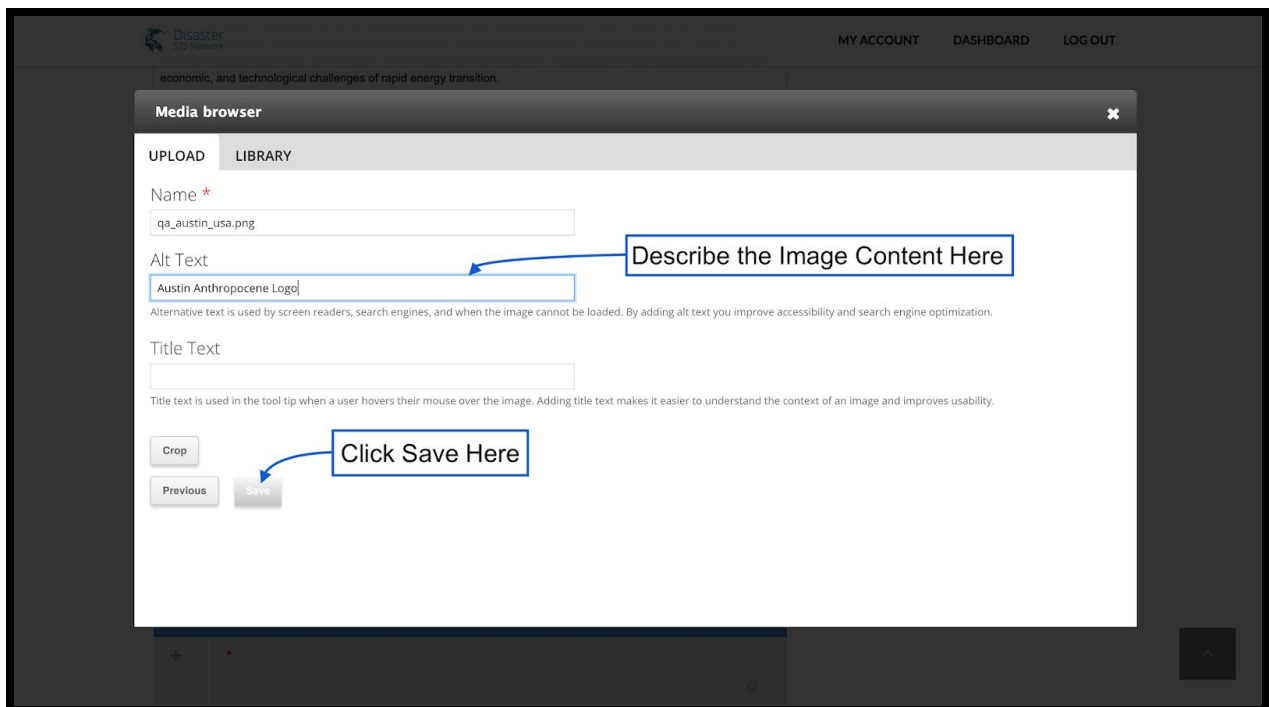 Disaster
STS Network
MY ACCOUNT DASHBOARD LOG OUT
economic, and technological challenges of rapid energy transition.
Media browser
UPLOAD LIBRARY
Name *
qa_austin_usa.png
Describe the Image Content Here
Alt Text
Austin Anthropocene Logo
Alternative text is used by screen readers, search engines, and when the image cannot be loaded. By adding alt text you improve accessibility and search engine optimization.
Title Text
Title text is used in the tool tip when a user hovers their mouse over the image. Adding title text makes it easier to understand the context of an image and improves usability.
Crop
Click Save Here
Previous Save
*